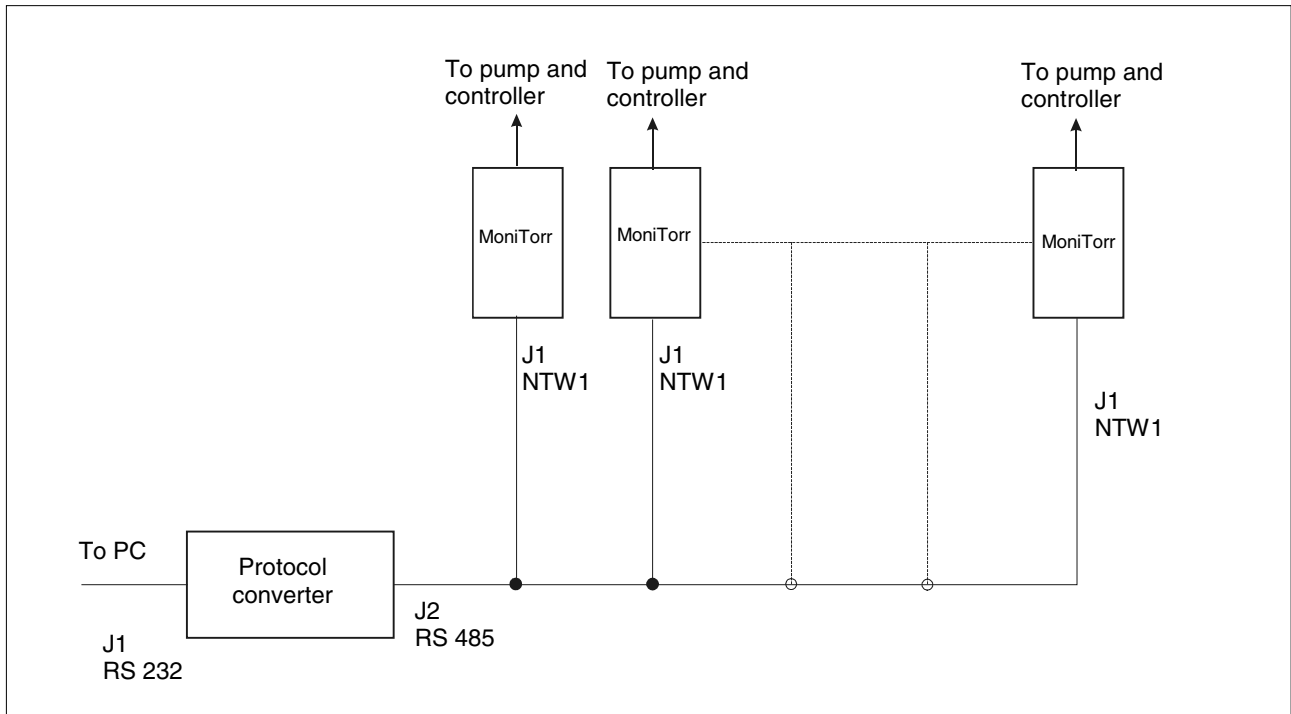 To pump and
controller
To pump and
controller
To pump and
controller
MoniTorr
MoniTorr
MoniTorr
J1
NTW1
J1
NTW1
J1
NTW1
To PC
Protocol
converter
J2
RS 485
J1
RS 232